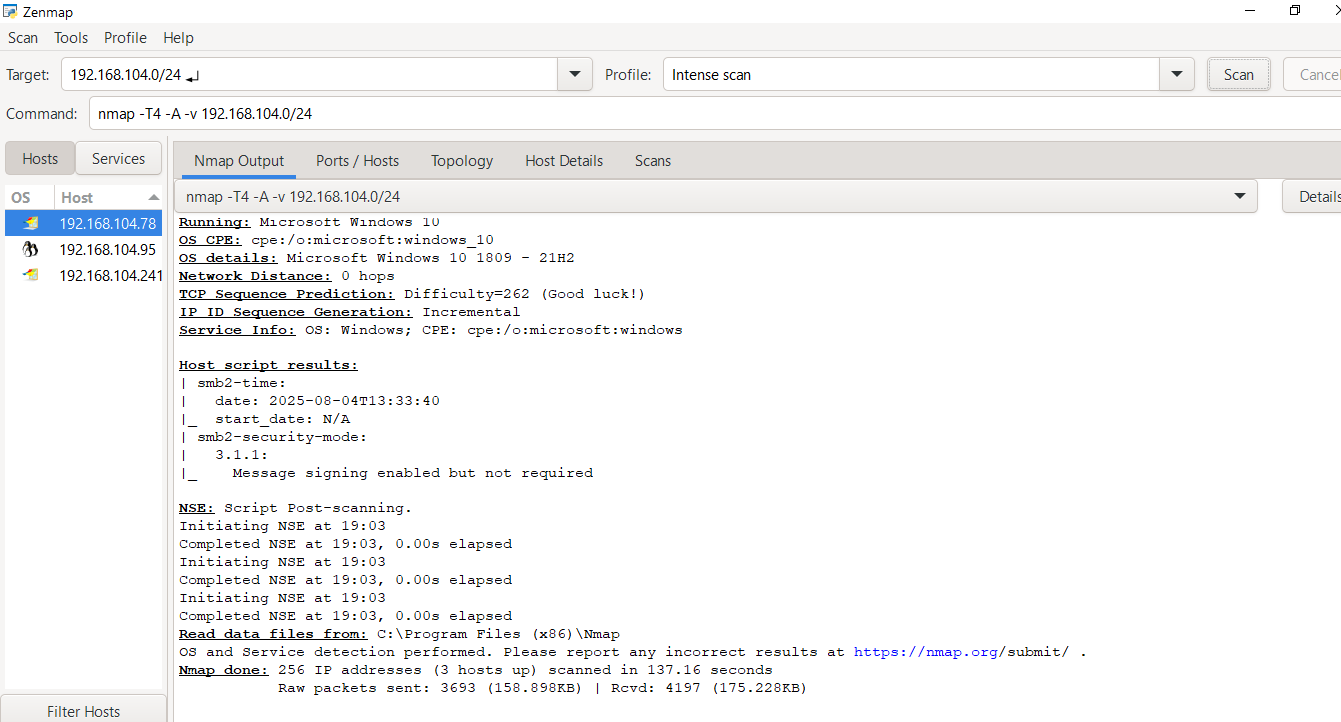 Zenmap
Scan Tools Profile Help
Target: 192.168.104.0/24 Profile: Intense scan Scan Cancel
Command: nmap -T4 -A -v 192.168.104.0/24
Hosts Services Nmap Output Ports / Hosts Topology Host Details Scans
OS Host
nmap -T4 -A -v 192.168.104.0/24 Details
192.168.104.78
192.168.104.95
192.168.104.241
Running: Microsoft Windows 10
OS CPE: cpe:/o:microsoft:windows_10
OS details: Microsoft Windows 10 1809 - 21H2
Network Distance: 0 hops
TCP Sequence Prediction: Difficulty=262 (Good luck!)
IP ID Sequence Generation: Incremental
Service Info: OS: Windows; CPE: cpe:/o:microsoft:windows
Host script results:
| smb2-time:
|   date: 2025-08-04T13:33:40
|_  start_date: N/A
| smb2-security-mode:
|   3.1.1:
|_    Message signing enabled but not required
NSE: Script Post-scanning.
Initiating NSE at 19:03
Completed NSE at 19:03, 0.00s elapsed
Initiating NSE at 19:03
Completed NSE at 19:03, 0.00s elapsed
Initiating NSE at 19:03
Completed NSE at 19:03, 0.00s elapsed
Read data files from: C:\Program Files (x86)\Nmap
OS and Service detection performed. Please report any incorrect results at https://nmap.org/submit/ .
Nmap done: 256 IP addresses (3 hosts up) scanned in 137.16 seconds
Raw packets sent: 3693 (158.898KB) | Rcvd: 4197 (175.228KB)
Filter Hosts